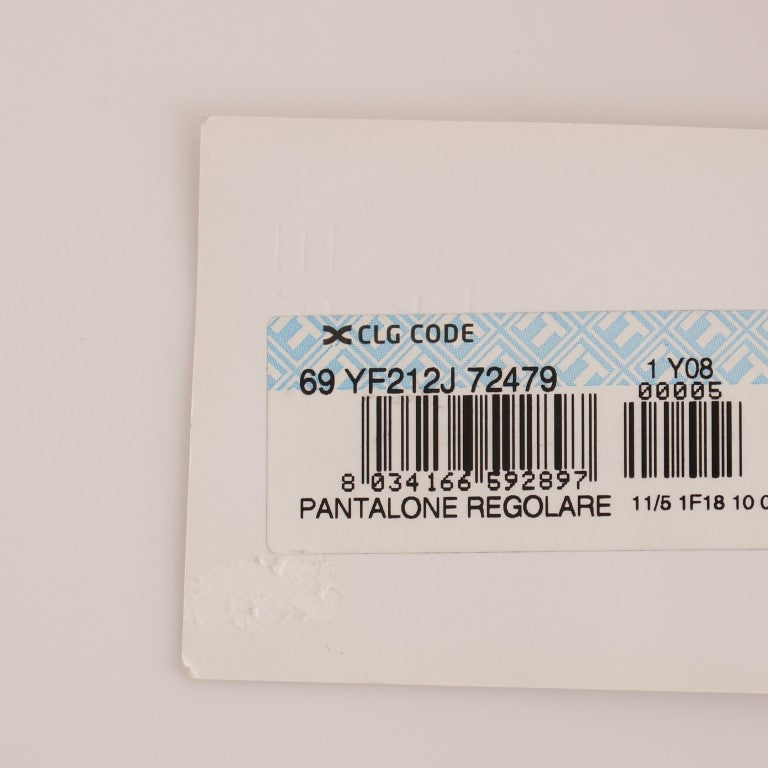 CLG CODE
69 YF212J 72479
1 Y08
00005
8 034166 592897
PANTALONE REGOLARE 11/5 1F18 10